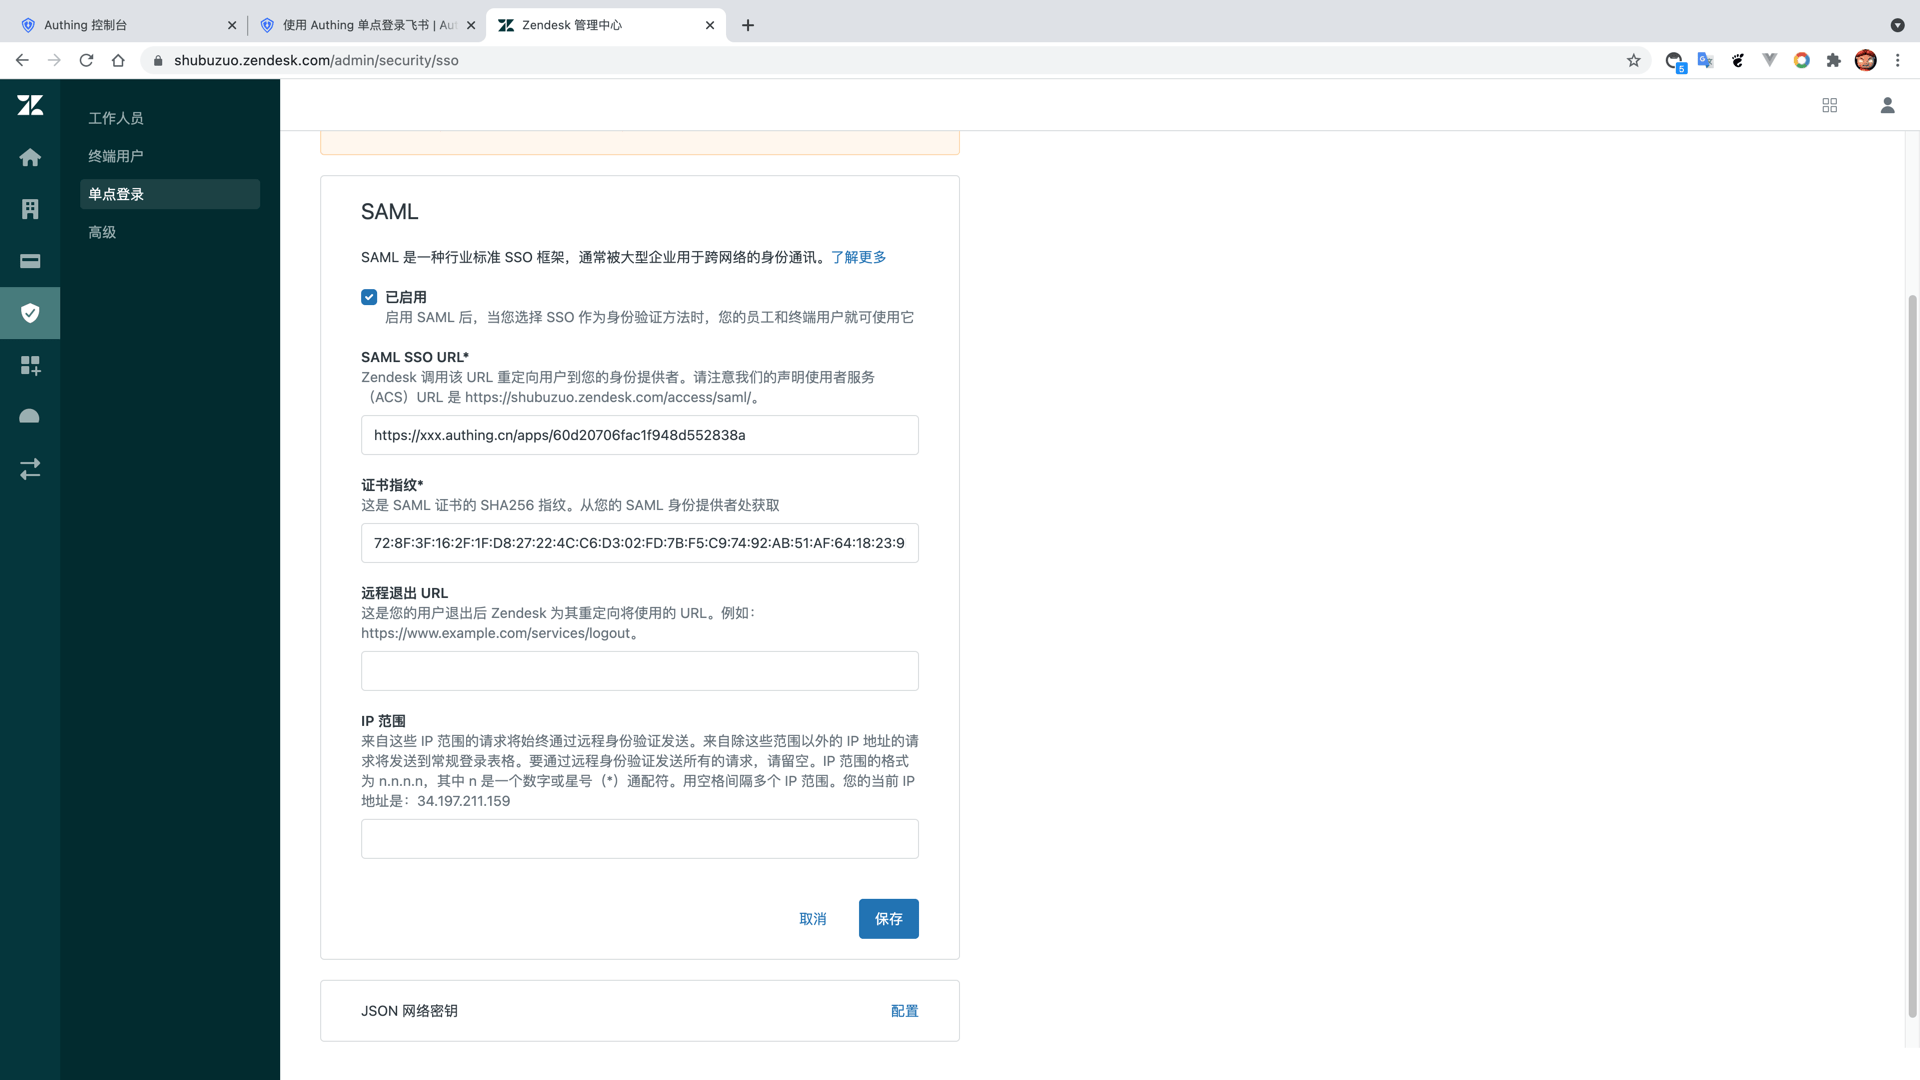 Authing 控制台
使用 Authing 单点登录飞书 | Aut
Zendesk 管理中心
shubuzuo.zendesk.com/admin/security/sso
5
工作人员
终端用户
单点登录
高级
SAML
SAML 是一种行业标准 SSO 框架，通常被大型企业用于跨网络的身份通讯。了解更多
已启用
启用 SAML 后，当您选择 SSO 作为身份验证方法时，您的员工和终端用户就可使用它
SAML SSO URL*
Zendesk 调用该 URL 重定向用户到您的身份提供者。请注意我们的声明使用者服务
（ACS）URL 是 https://shubuzuo.zendesk.com/access/saml/。
https://xxx.authing.cn/apps/60d20706fac1f948d552838a
证书指纹*
这是 SAML 证书的 SHA256 指纹。从您的 SAML 身份提供者处获取
72:8F:3F:16:2F:1F:D8:27:22:4C:C6:D3:02:FD:7B:F5:C9:74:92:AB:51:AF:64:18:23:9
远程退出 URL
这是您的用户退出后 Zendesk 为其重定向将使用的 URL。例如：
https://www.example.com/services/logout。
IP 范围
来自这些 IP 范围的请求将始终通过远程身份验证发送。来自除这些范围以外的 IP 地址的请
求将发送到常规登录表格。要通过远程身份验证发送所有的请求，请留空。IP 范围的格式
为 n.n.n.n，其中 n 是一个数字或星号（*）通配符。用空格间隔多个 IP 范围。您的当前 IP
地址是：34.197.211.159
取消
保存
JSON 网络密钥
配置